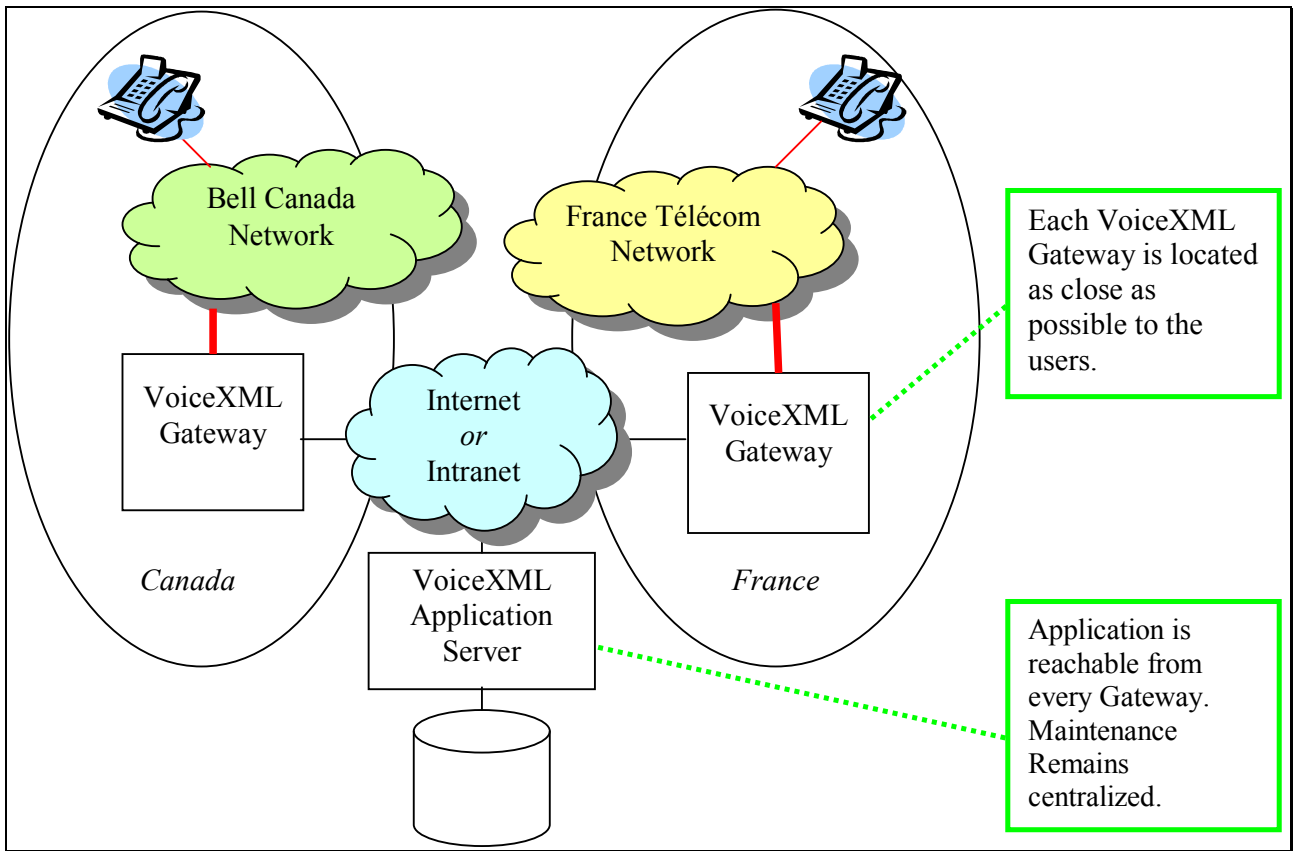 Bell Canada
Network
France Télécom
Network
Each VoiceXML
Gateway is located
as close as
possible to the
users.
VoiceXML
Gateway
Internet
or
Intranet
VoiceXML
Gateway
Canada
VoiceXML
Application
Server
France
Application is
reachable from
every Gateway.
Maintenance
Remains
centralized.